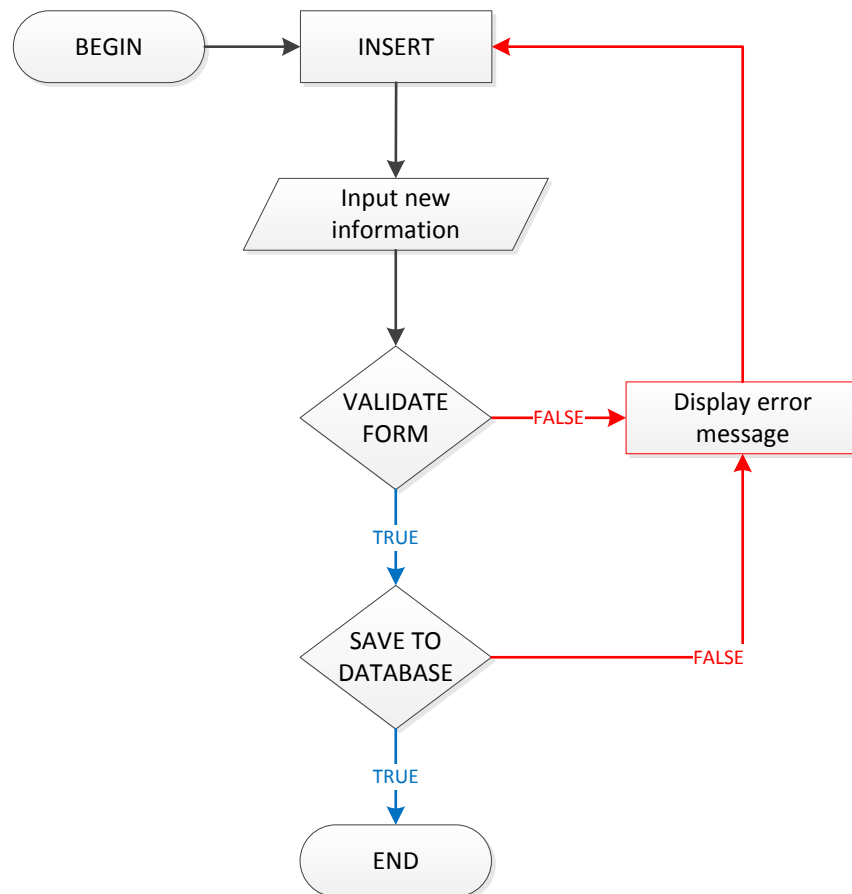 BEGIN
INSERT
Input new
information
VALIDATE
FORM
FALSE
Display error
message
TRUE
SAVE TO
DATABASE
FALSE
TRUE
END